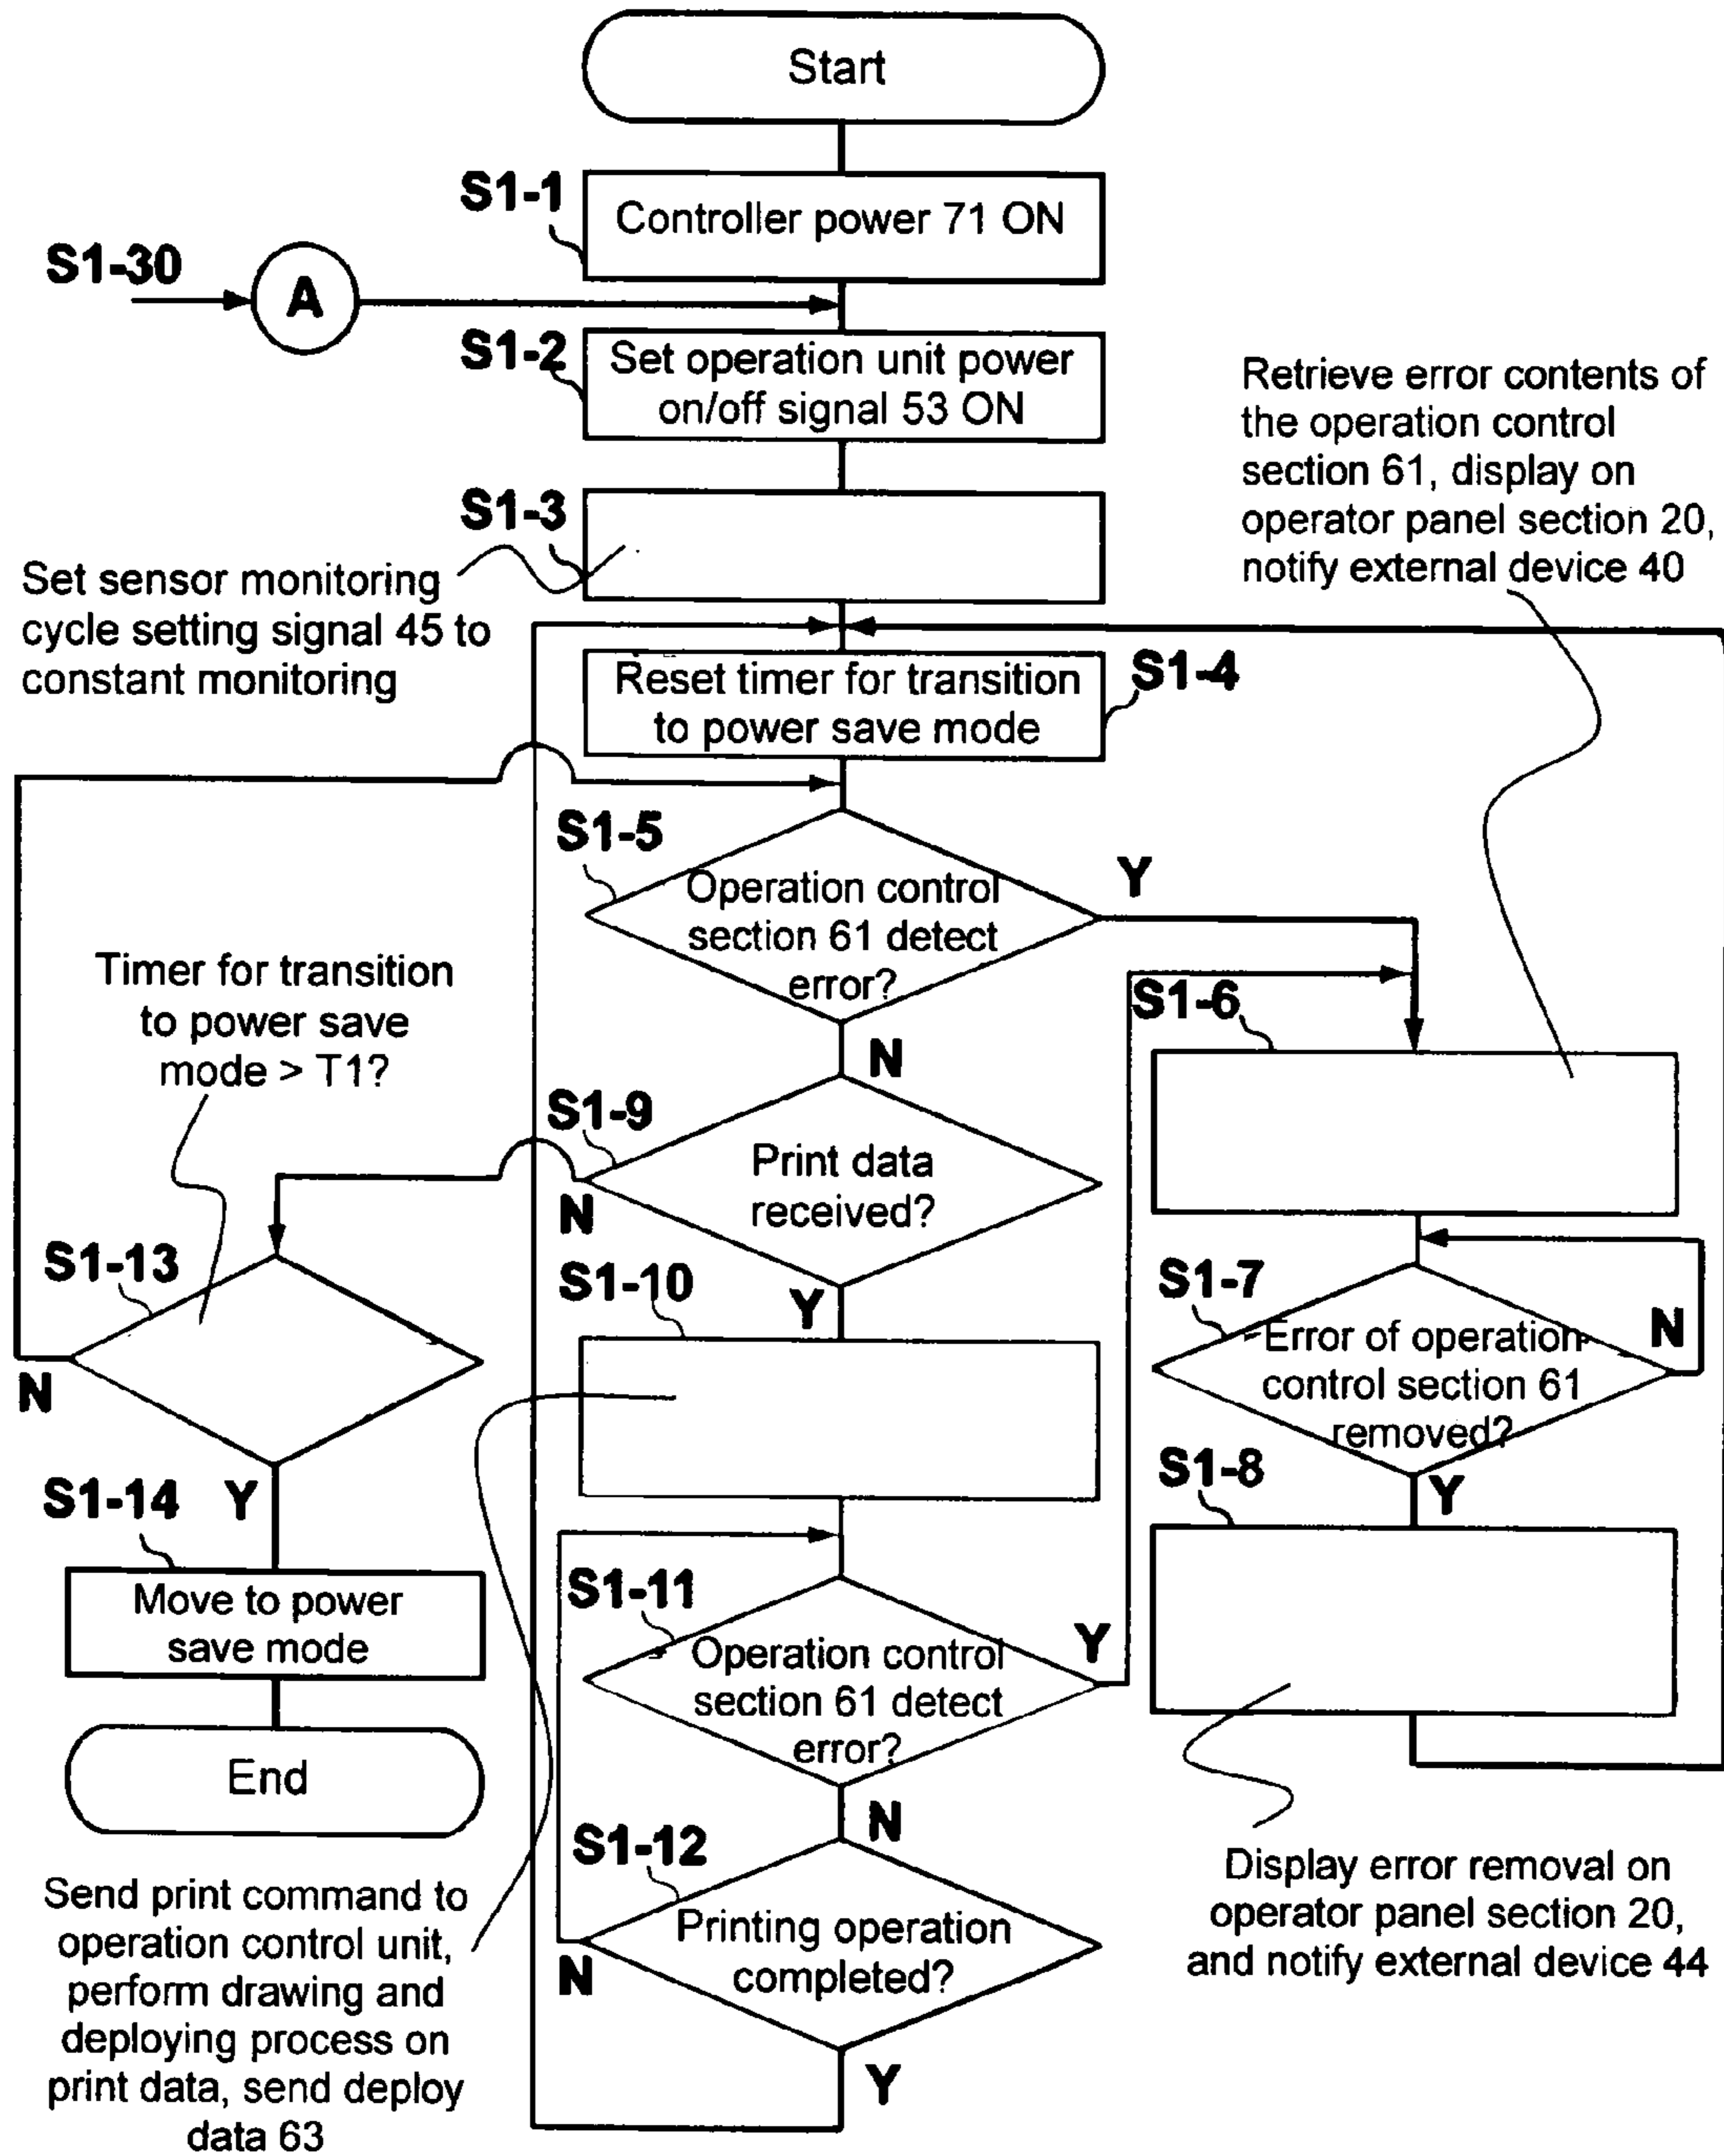 Start
S1-1
Controller power 71 ON
S1-30
A
S1-2
Set operation unit power
on/off signal 53 ON
Retrieve error contents of
the operation control
section 61, display on
operator panel section 20,
notify external device 40
S1-3
Set sensor monitoring
cycle setting signal 45 to
constant monitoring
Reset timer for transition
to power save mode
S1-4
S1-5
Operation control
section 61 detect
error?
Y
N
Timer for transition
to power save
mode > T1?
S1-6
S1-9
Print data
received?
N
Y
S1-13
N
Y
S1-10
S1-7
Error of operation
control section 61
removed?
N
Y
S1-8
S1-14
Move to power
save mode
End
S1-11
Operation control
section 61 detect
error?
Y
N
S1-12
Printing operation
completed?
N
Y
Send print command to
operation control unit,
perform drawing and
deploying process on
print data, send deploy
data 63
Display error removal on
operator panel section 20,
and notify external device 44